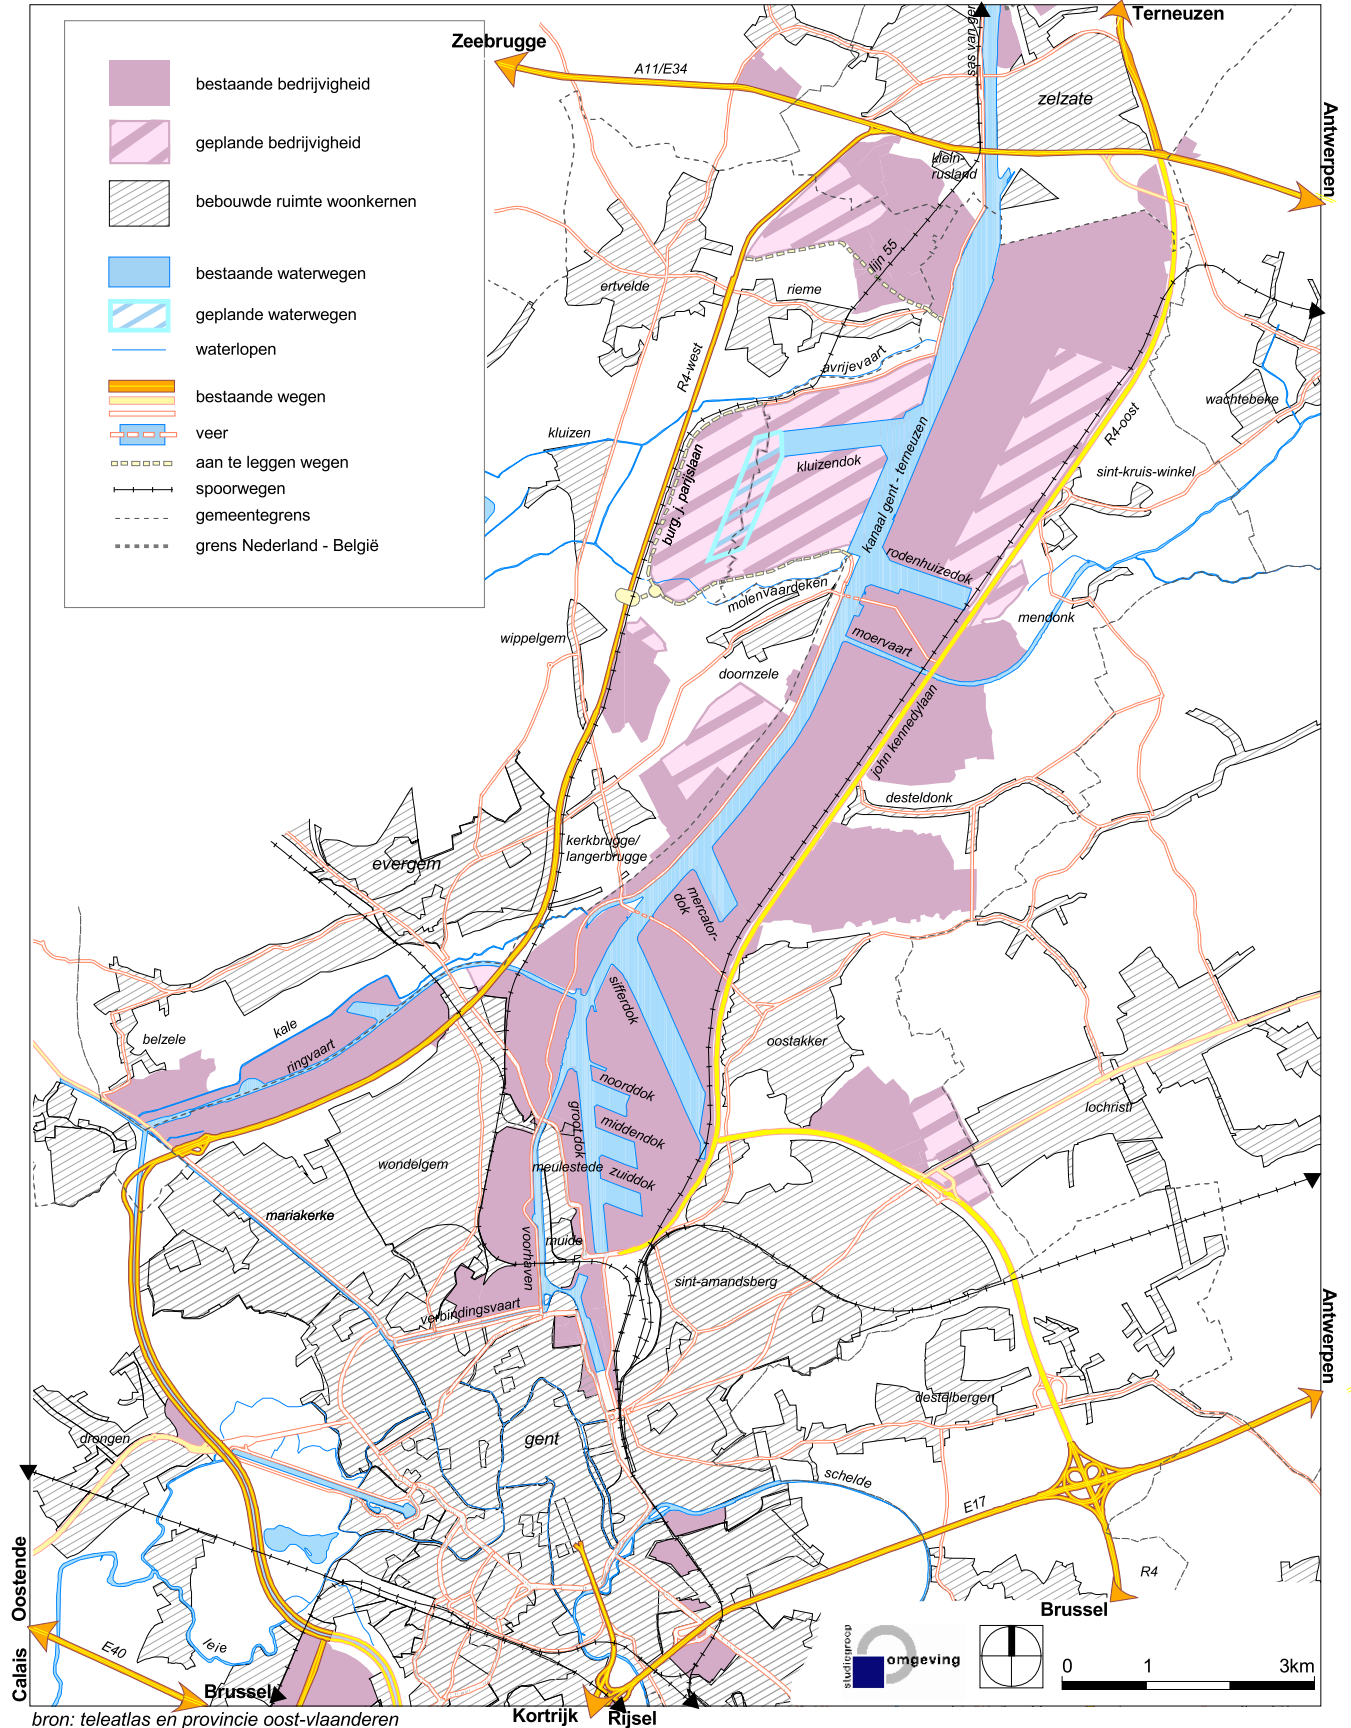 Terneuzen
Zeebrugge
A11/E34
sas van gent
zelzate
Antwerpen
bestaande bedrijvigheid
geplande bedrijvigheid
bebouwde ruimte woonkernen
bestaande waterwegen
geplande waterwegen
waterlopen
bestaande wegen
veer
aan te leggen wegen
spoorwegen
gemeentegrens
grens Nederland - België
klein-
rusland
lijn 55
ertvelde
rieme
R4-west
avrijevaart
wachtebeke
R4-oost
kluizen
burg. j. parijslaan
kluizendok
kanaal gent - terneuzen
sint-kruis-winkel
rodenhuizedok
molenvaardeken
mendonk
wippelgem
moervaart
doornzele
john kennedylaan
desteldonk
kerkbrugge/
langerbrugge
evergem
mercator-
dok
sifferdok
belzele
kale
ringvaart
oostakker
noorddok
groot dok
middendok
lochristi
wondelgem
meulestede
zuiddok
mariakerke
voorhaven
muide
sint-amandsberg
verbindingsvaart
Antwerpen
destelbergen
drongen
gent
schelde
E17
Oostende
Calais
R4
Brussel
leie
E40
studiegroep
omgeving
0 1 3km
Brussel
Kortrijk
Rijsel
bron: teleatlas en provincie oost-vlaanderen